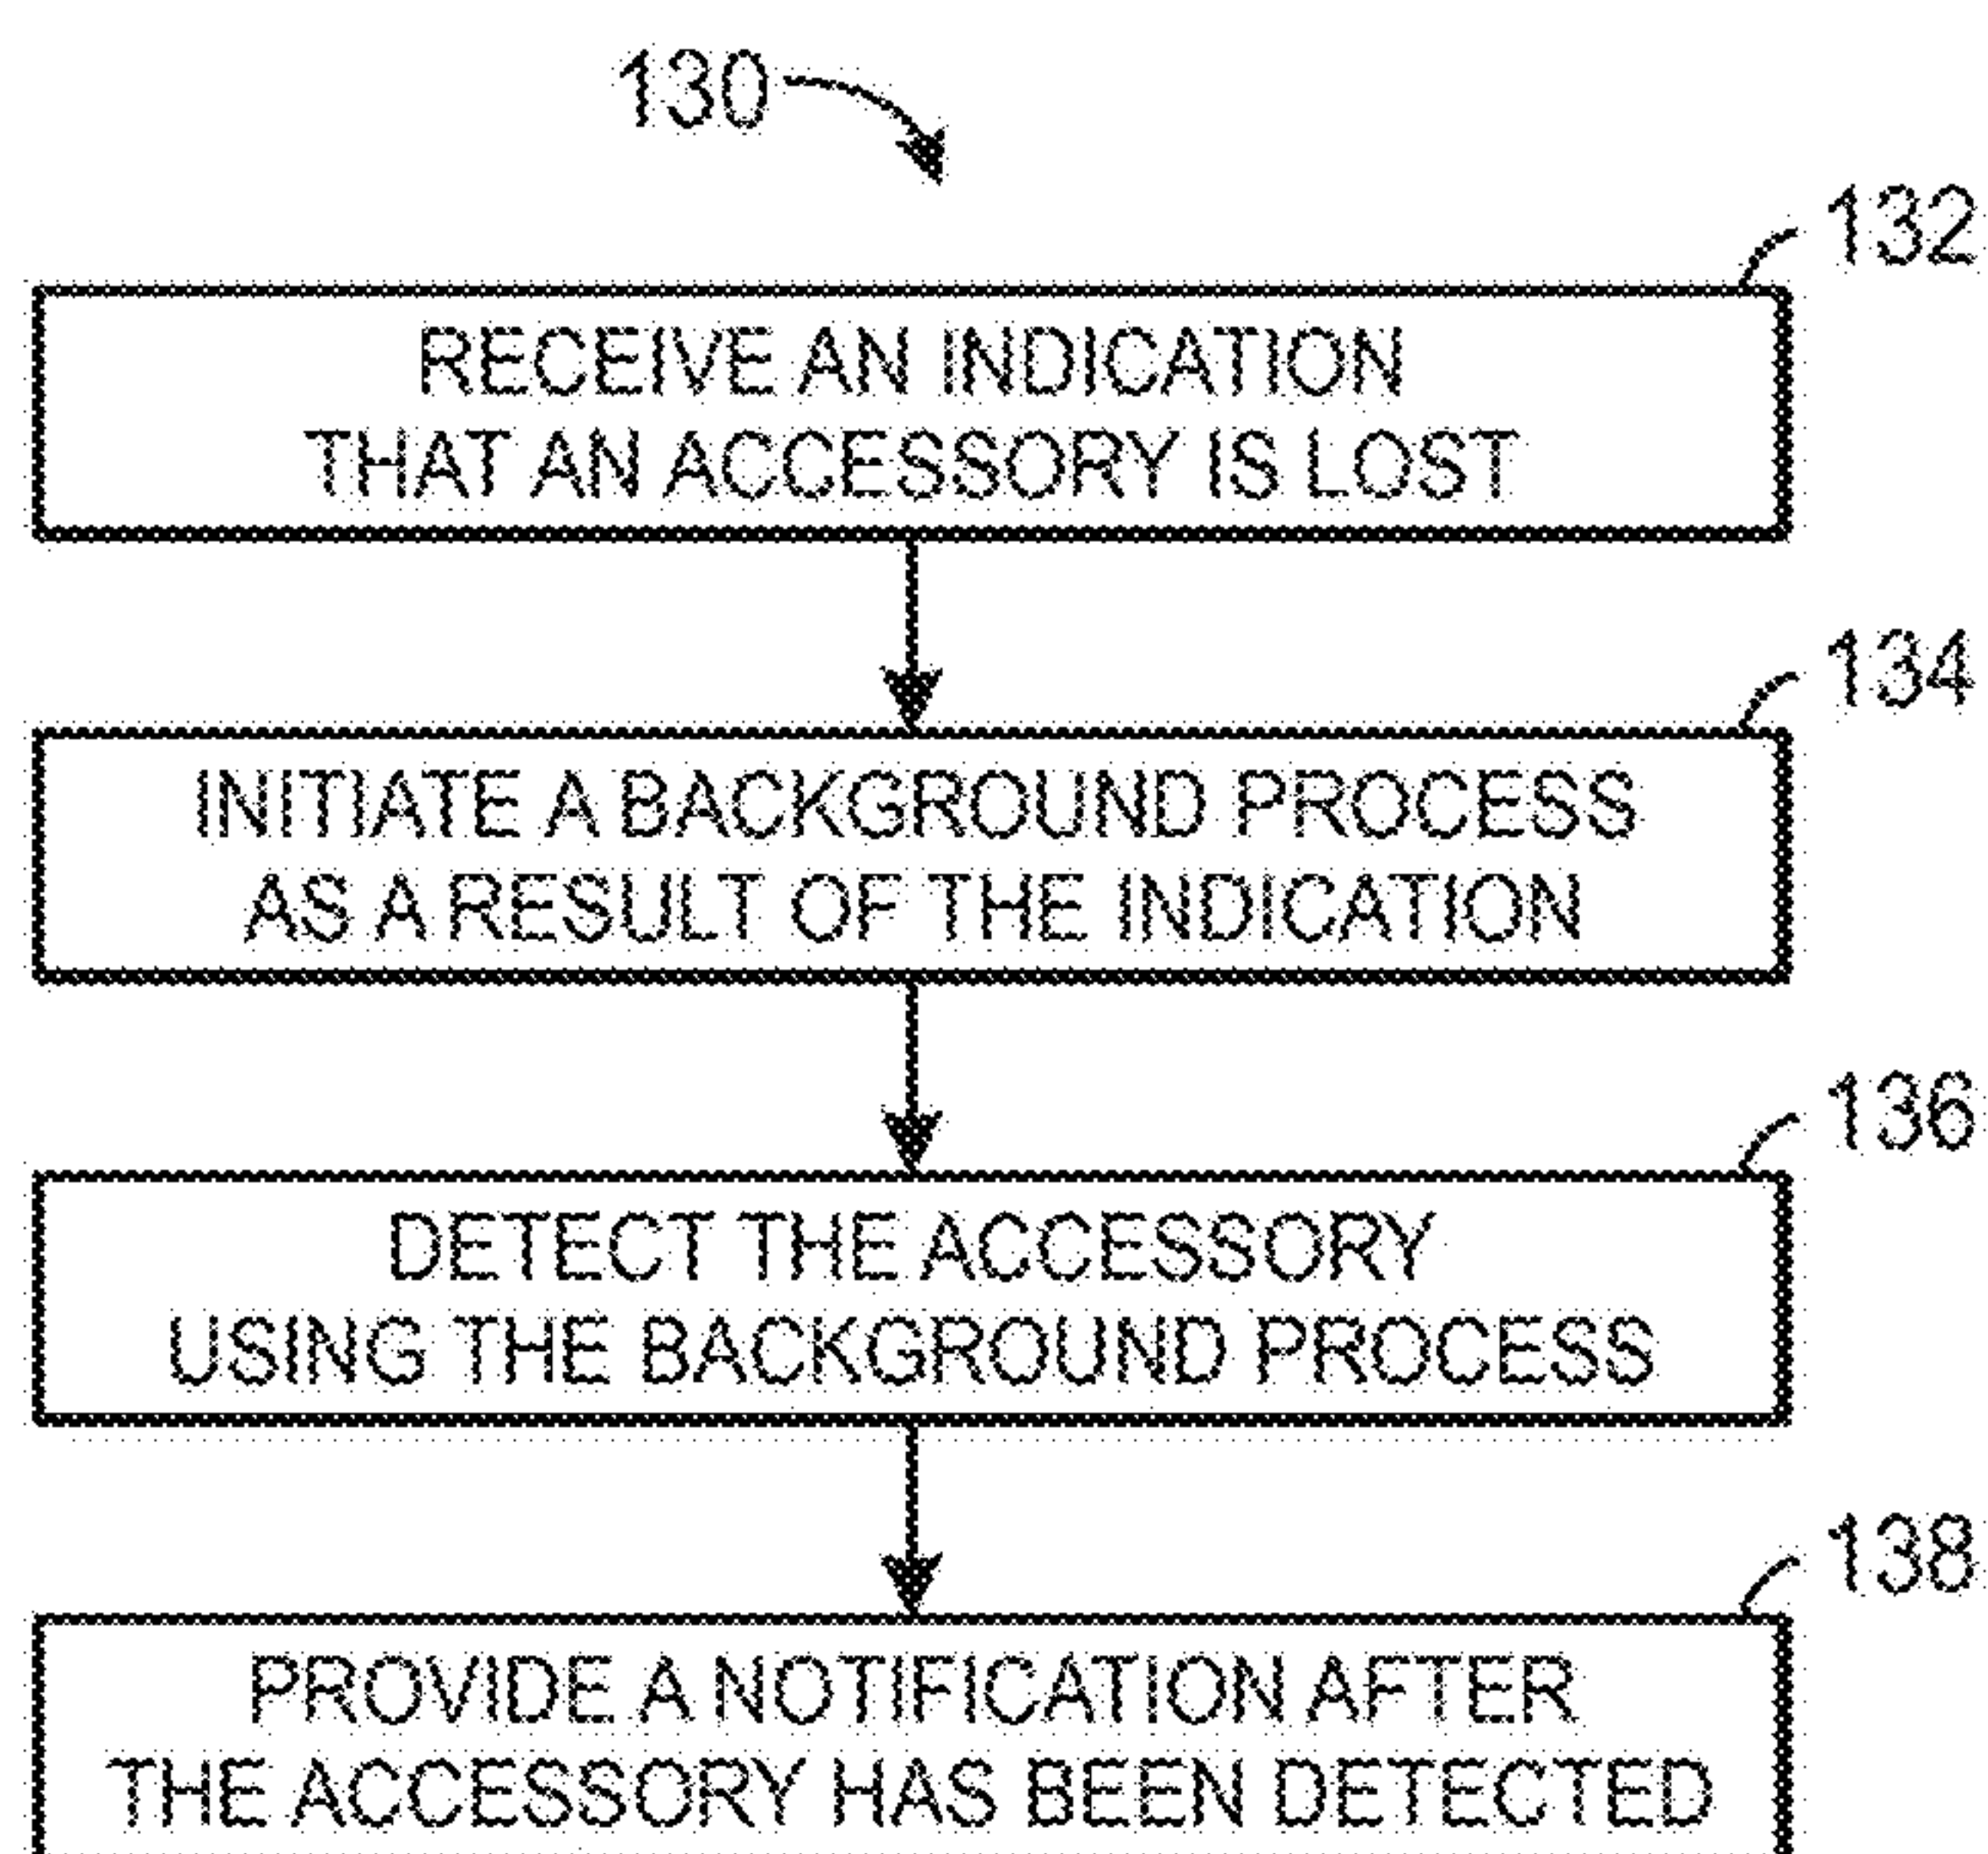 130
132
RECEIVE AN INDICATION
THAT AN ACCESSORY IS LOST
134
INITIATE A BACKGROUND PROCESS
AS A RESULT OF THE INDICATION
136
DETECT THE ACCESSORY
USING THE BACKGROUND PROCESS
138
PROVIDE A NOTIFICATION AFTER
THE ACCESSORY HAS BEEN DETECTED